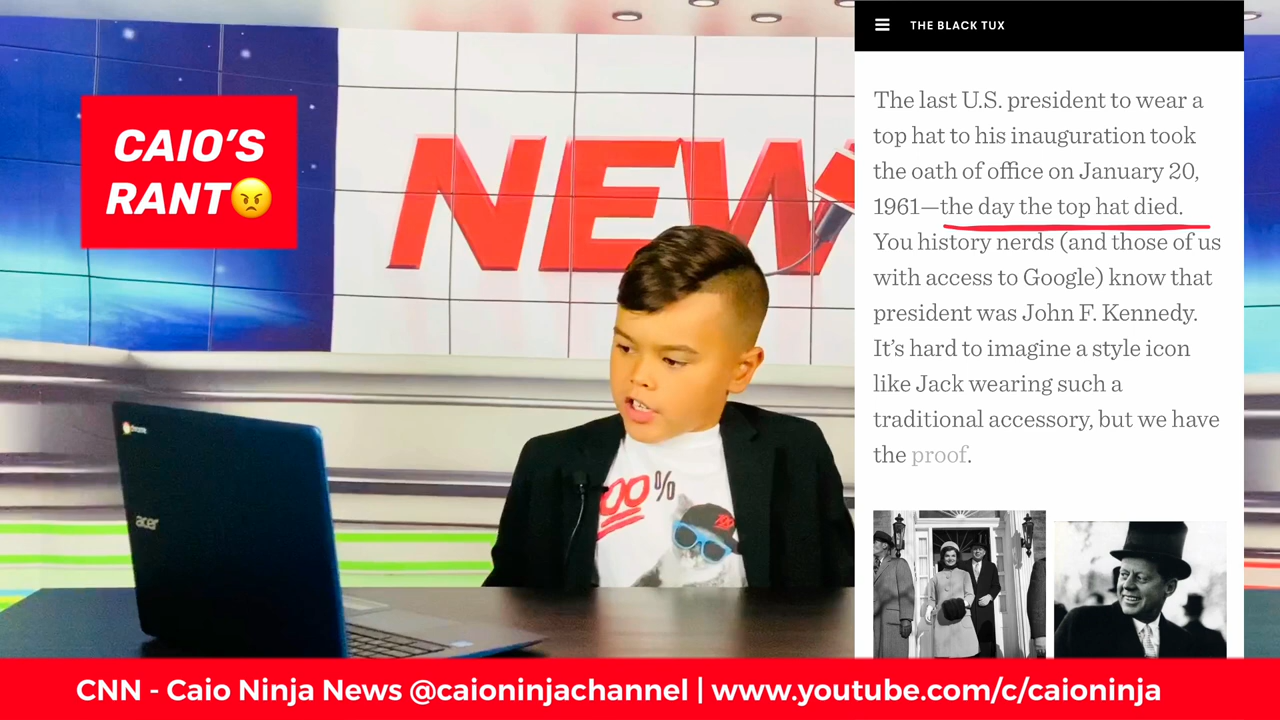 CAIO'S
RANT😠
NEW
100%
100
chrome
acer
THE BLACK TUX
The last U.S. president to wear a
top hat to his inauguration took
the oath of office on January 20,
1961—the day the top hat died.
You history nerds (and those of us
with access to Google) know that
president was John F. Kennedy.
It's hard to imagine a style icon
like Jack wearing such a
traditional accessory, but we have
the proof.
CNN - Caio Ninja News @caioninjachannel | www.youtube.com/c/caioninja